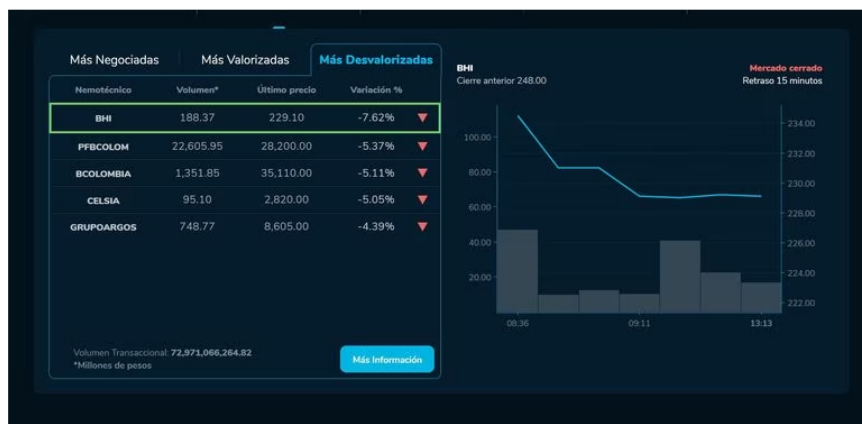 Más Negociadas Más Valorizadas Más Desvalorizadas
Nemotécnico Volumen* Último precio Variación %
BHI 188.37 229.10 -7.62% ▼
PFBCOLOM 22,605.95 28,200.00 -5.37% ▼
BCOLOMBIA 1,351.85 35,110.00 -5.11% ▼
CELSIA 95.10 2,820.00 -5.05% ▼
GRUPOARGOS 748.77 8,605.00 -4.39% ▼
Volumen Transaccional: 72,971,066,264.82
*Millones de pesos
Más Información
BHI
Cierre anterior 248.00
Mercado cerrado
Retraso 15 minutos
100.00
80.00
60.00
40.00
20.00
234.00
232.00
230.00
228.00
226.00
224.00
222.00
08:36 09:11 13:13